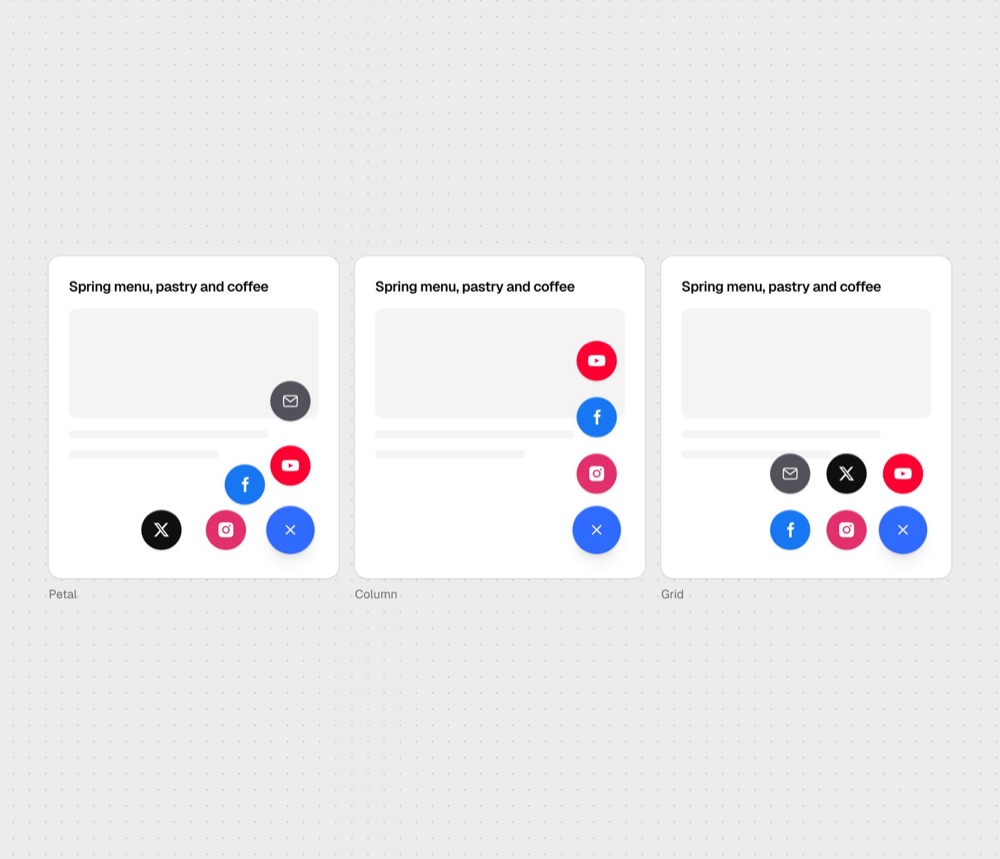 Spring menu, pastry and coffee
Spring menu, pastry and coffee
Spring menu, pastry and coffee
Petal
Column
Grid